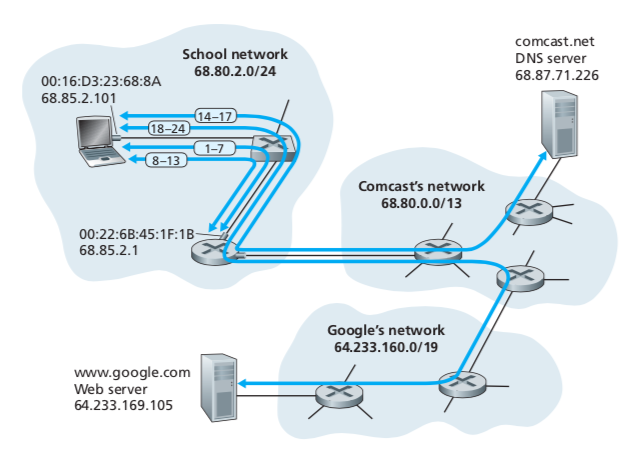 School network
68.80.2.0/24
comcast.net
DNS server
68.87.71.226
00:16:D3:23:68:8A
68.85.2.101
14–17
18–24
1–7
8–13
Comcast's network
68.80.0.0/13
00:22:6B:45:1F:1B
68.85.2.1
Google's network
64.233.160.0/19
www.google.com
Web server
64.233.169.105